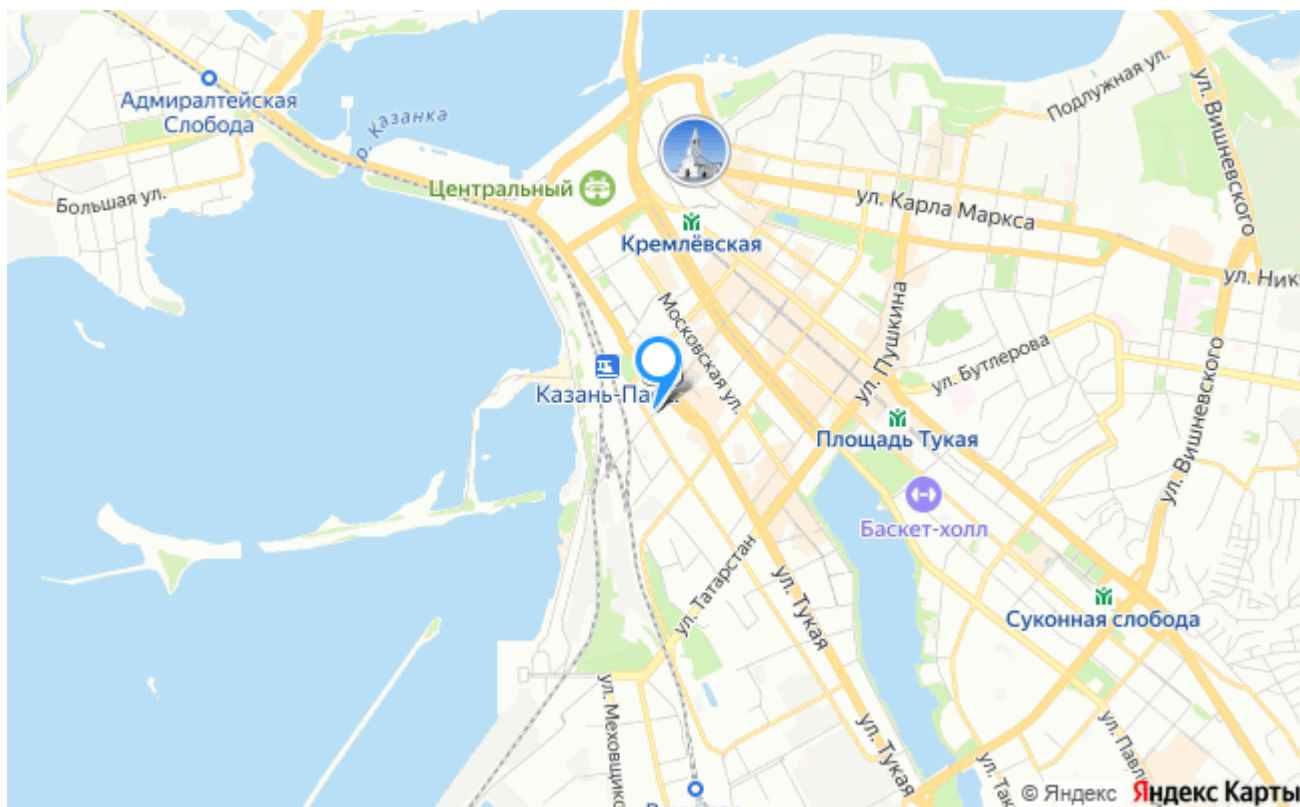 Адмиралтейская
Слобода
р. Казанка
Подлужная ул.
ул. Вишневского
Большая ул.
Центральный
ул. Карла Маркса
Кремлёвская
ул. Ник
Московская ул.
ул. Пушкина
ул. Бутлерова
Казань-Па
Площадь Тукая
ул. Вишневского
Баскет-холл
ул. Татарстан
ул. Тукая
Суконная слобода
ул. Меховщико
ул. Тукая
ул. Павл
ул. Так
© Яндекс Яндекс Карты